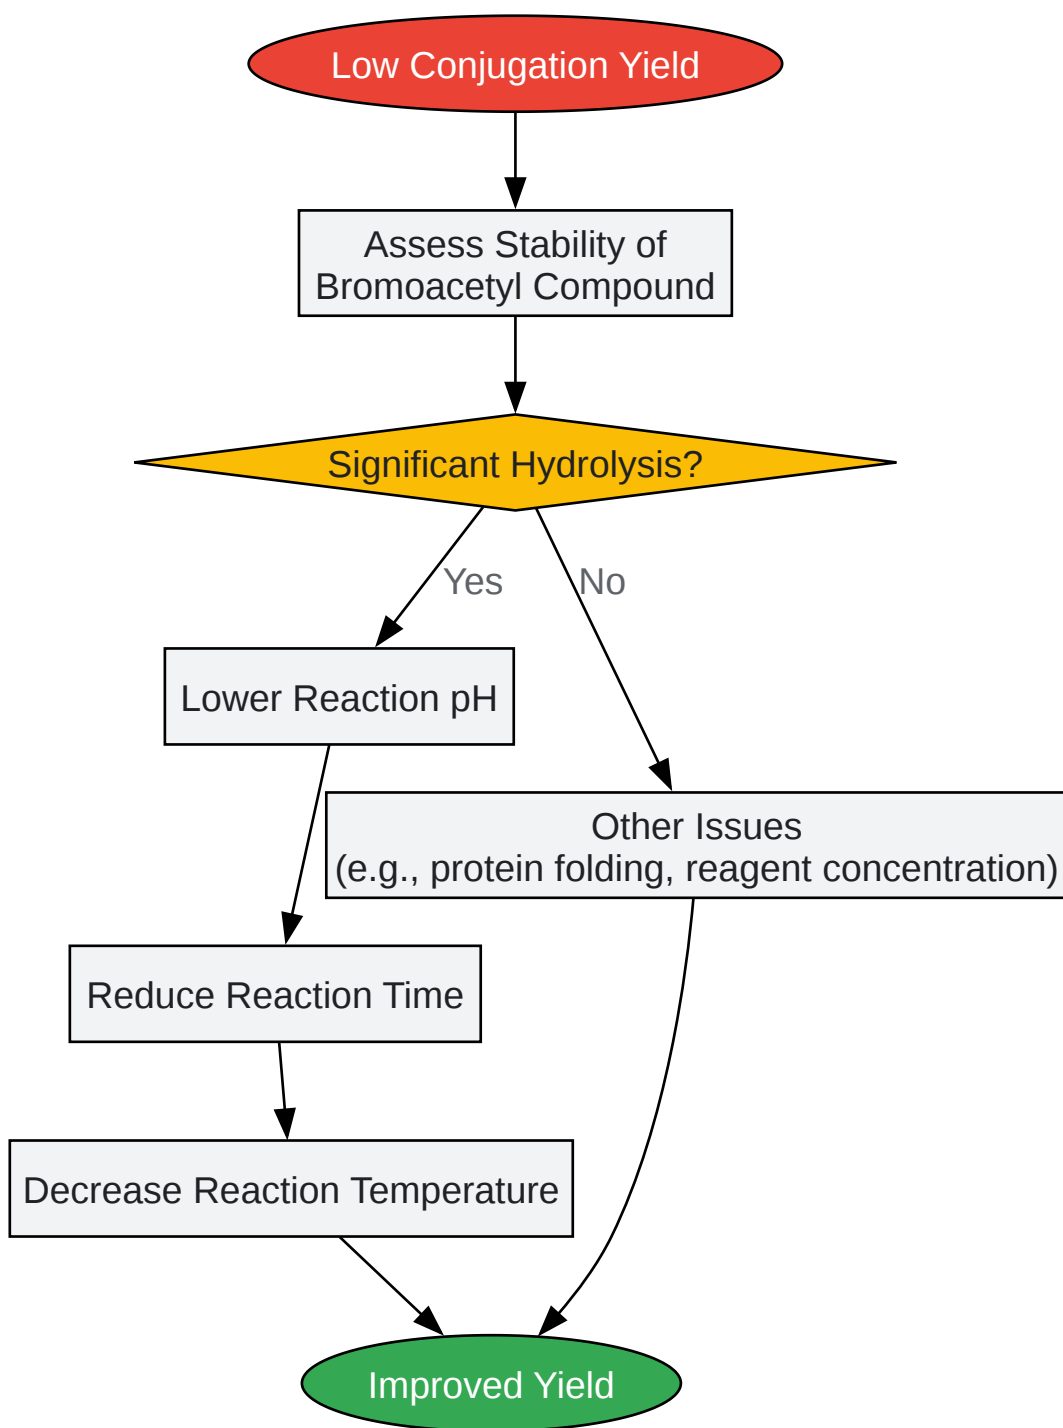 Low Conjugation Yield
Assess Stability of
Bromoacetyl Compound
Significant Hydrolysis?
Yes
No
Lower Reaction pH
Other Issues
(e.g., protein folding, reagent concentration)
Reduce Reaction Time
Decrease Reaction Temperature
Improved Yield